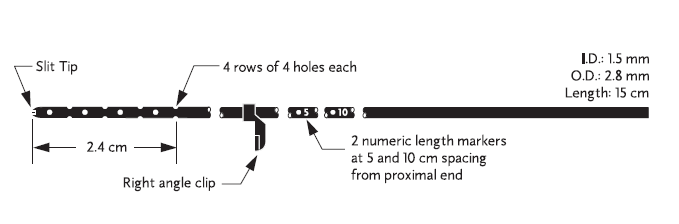 Slit Tip
4 rows of 4 holes each
I.D.: 1.5 mm
O.D.: 2.8 mm
Length: 15 cm
5
10
2.4 cm
2 numeric length markers
at 5 and 10 cm spacing
from proximal end
Right angle clip